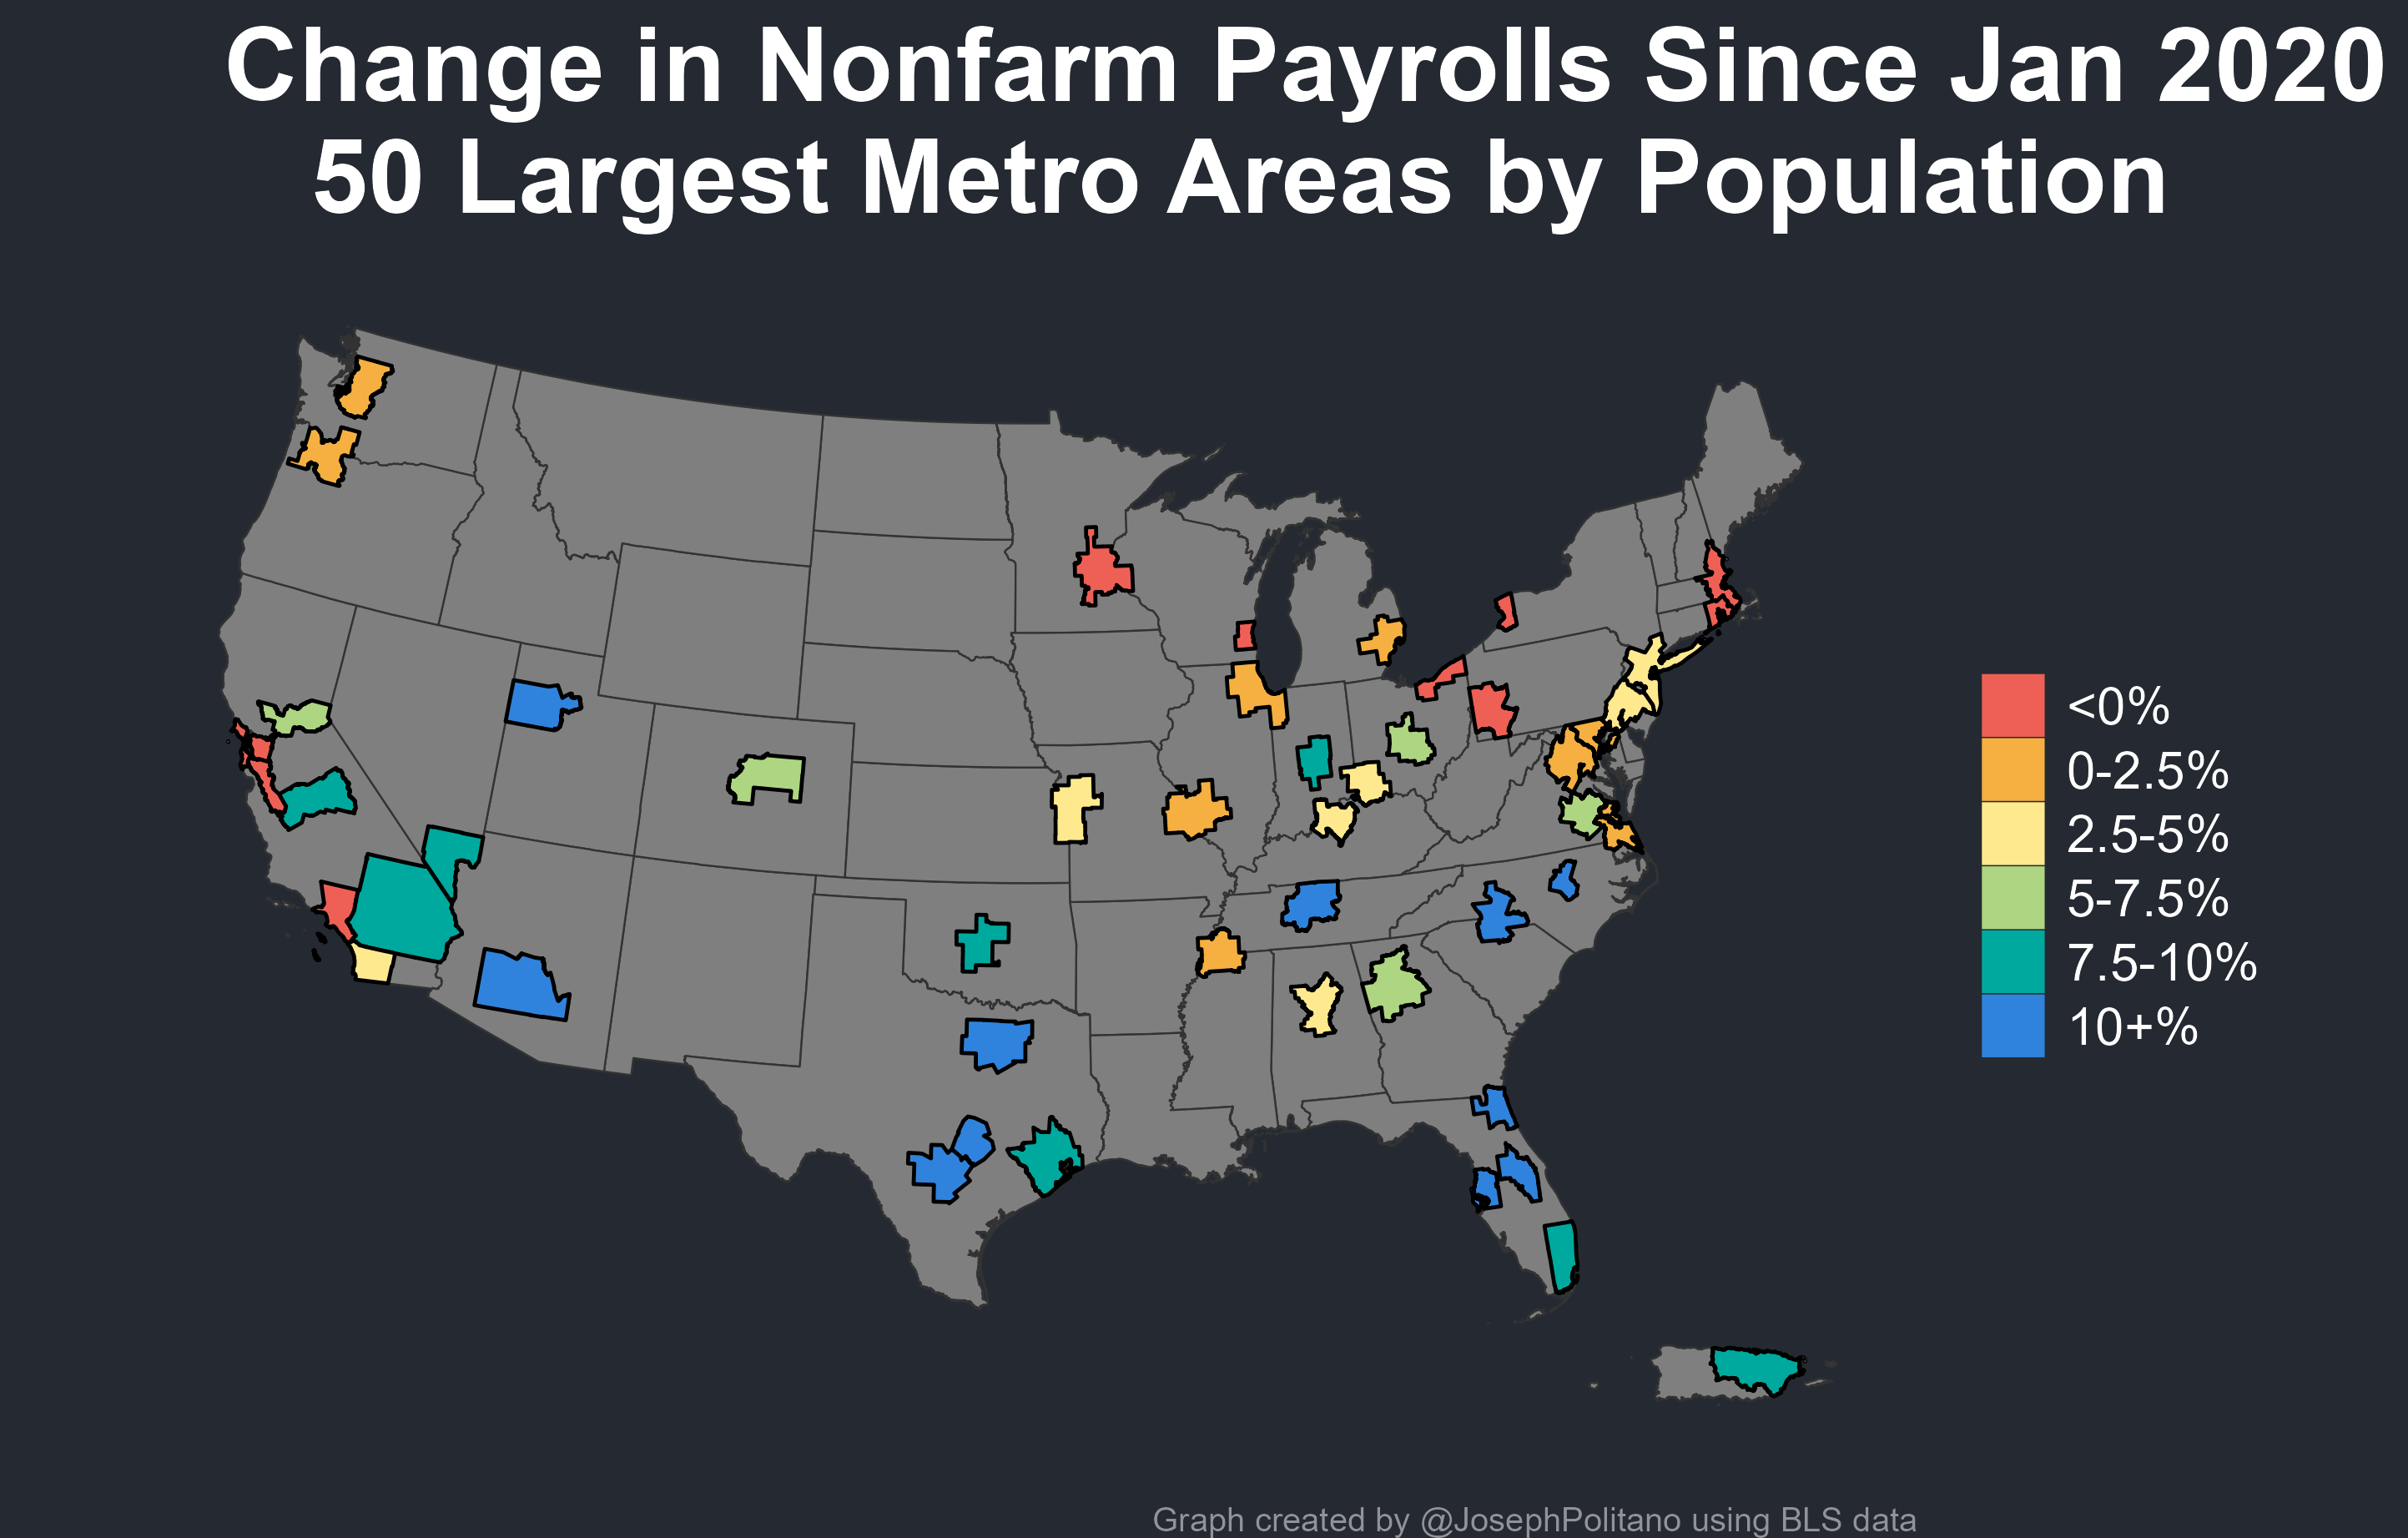 Change in Nonfarm Payrolls Since Jan 2020
50 Largest Metro Areas by Population
<0%
0-2.5%
2.5-5%
5-7.5%
7.5-10%
10+%
Graph created by @JosephPolitano using BLS data